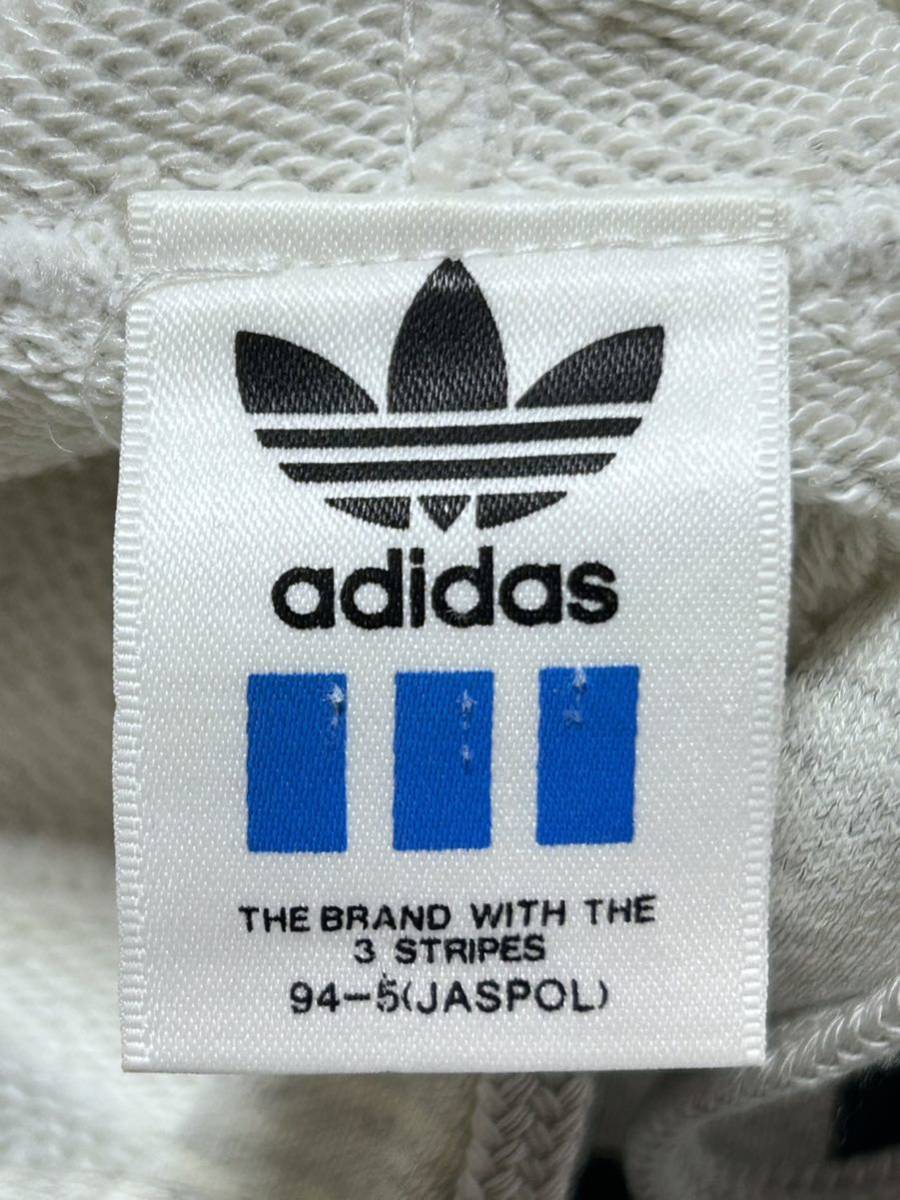 adidas
THE BRAND WITH THE
3 STRIPES
94-5(JASPOL)